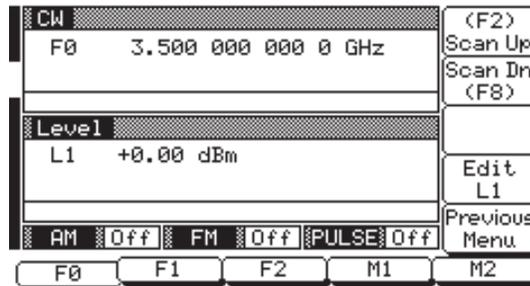 CW
F0 3.500 000 000 0 GHz
(F2)
Scan Up
Scan Dn
(F8)
Level
L1 +0.00 dBm
Edit
L1
Previous
Menu
AM Off FM Off PULSE Off
F0 F1 F2 M1 M2